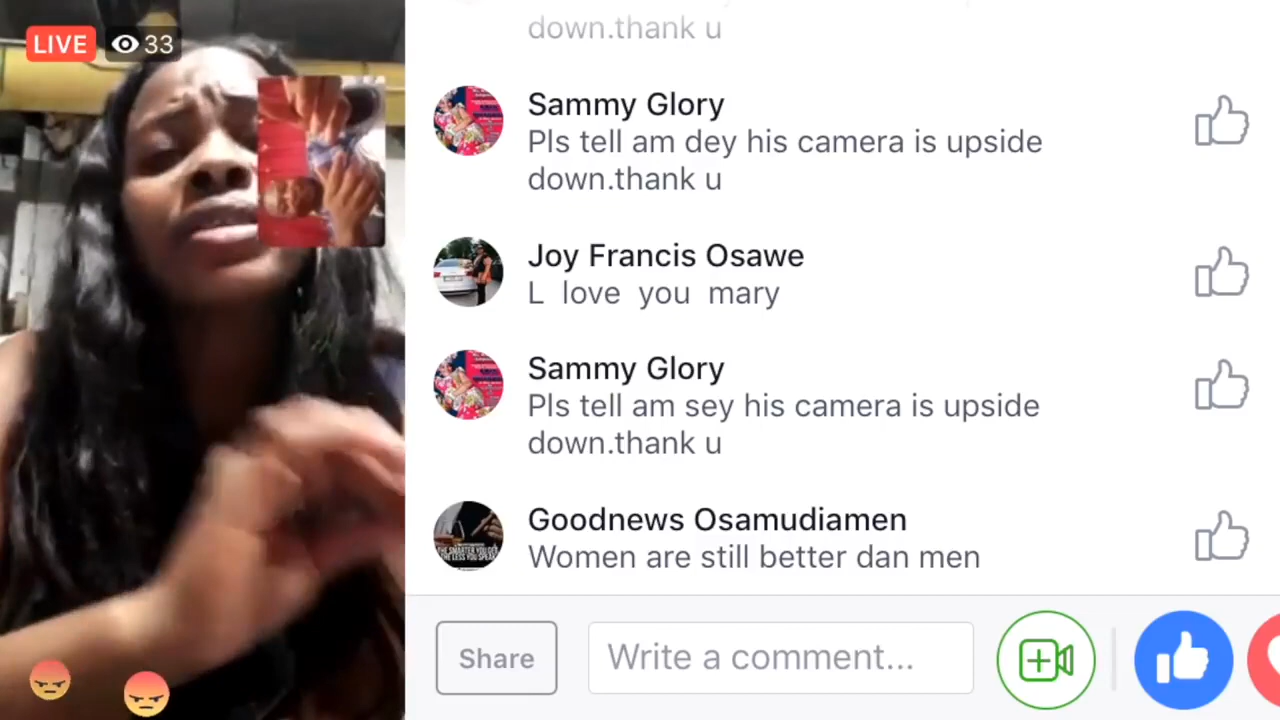 LIVE 33
down.thank u
Sammy Glory
Pls tell am dey his camera is upside
down.thank u
Joy Francis Osawe
L love you mary
Sammy Glory
Pls tell am sey his camera is upside
down.thank u
Goodnews Osamudiamen
Women are still better dan men
Share
Write a comment...